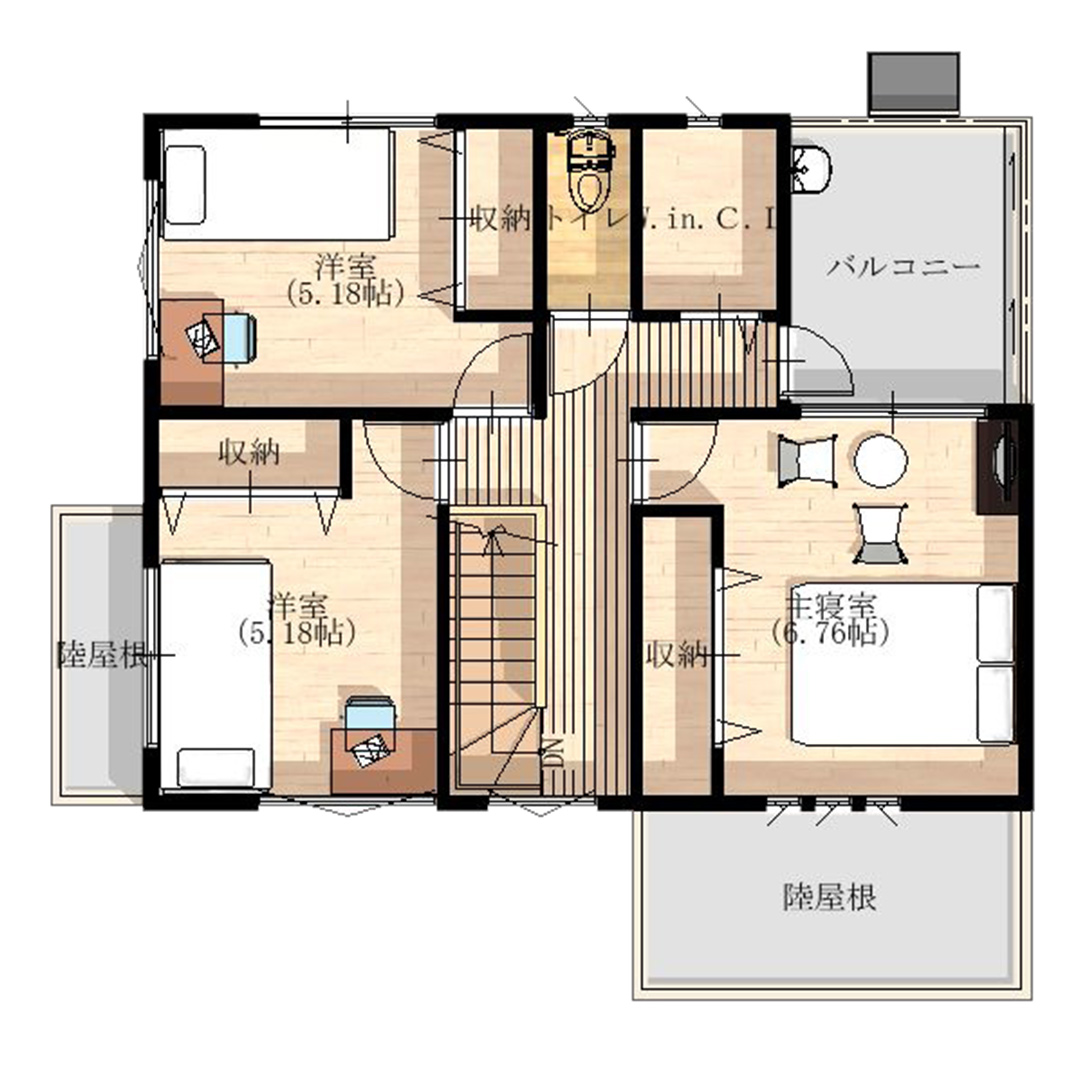 収納
トイレ
W.in.C.L
バルコニー
洋室
(5.18帖)
収納
洋室
(5.18帖)
陸屋根
収納
主寝室
(6.76帖)
DN
陸屋根